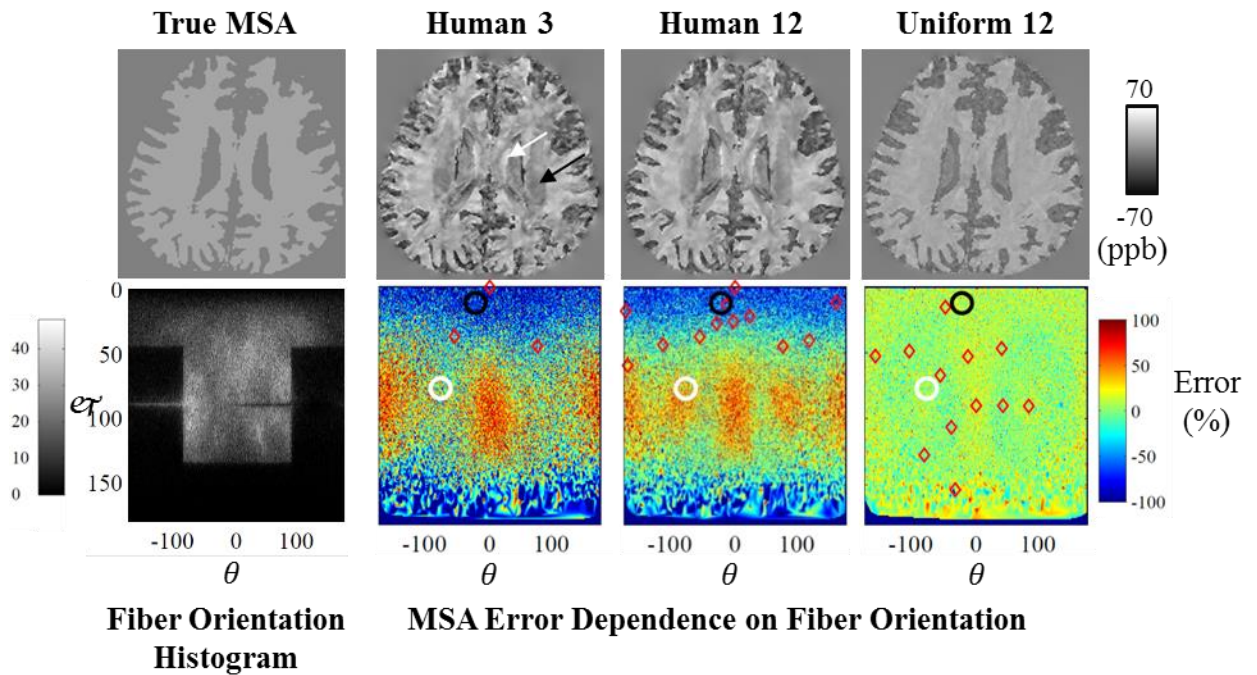 True MSA
Human 3
Human 12
Uniform 12
70
-70
(ppb)
40
30
20
10
0
0
50
100
150
-100 0 100
θ
-100 0 100
θ
-100 0 100
θ
-100 0 100
θ
100
50
0
-50
-100
Error
(%)
Fiber Orientation
Histogram
MSA Error Dependence on Fiber Orientation